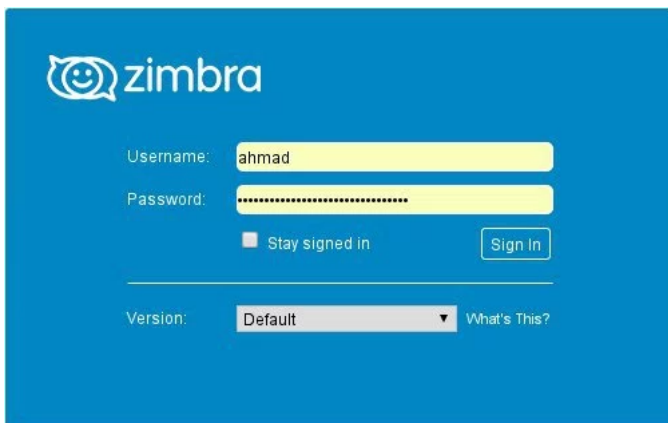 zimbra
Username: ahmad
Password: ••••••••••••••••••••••••••••••••
Stay signed in Sign In
Version: Default What's This?